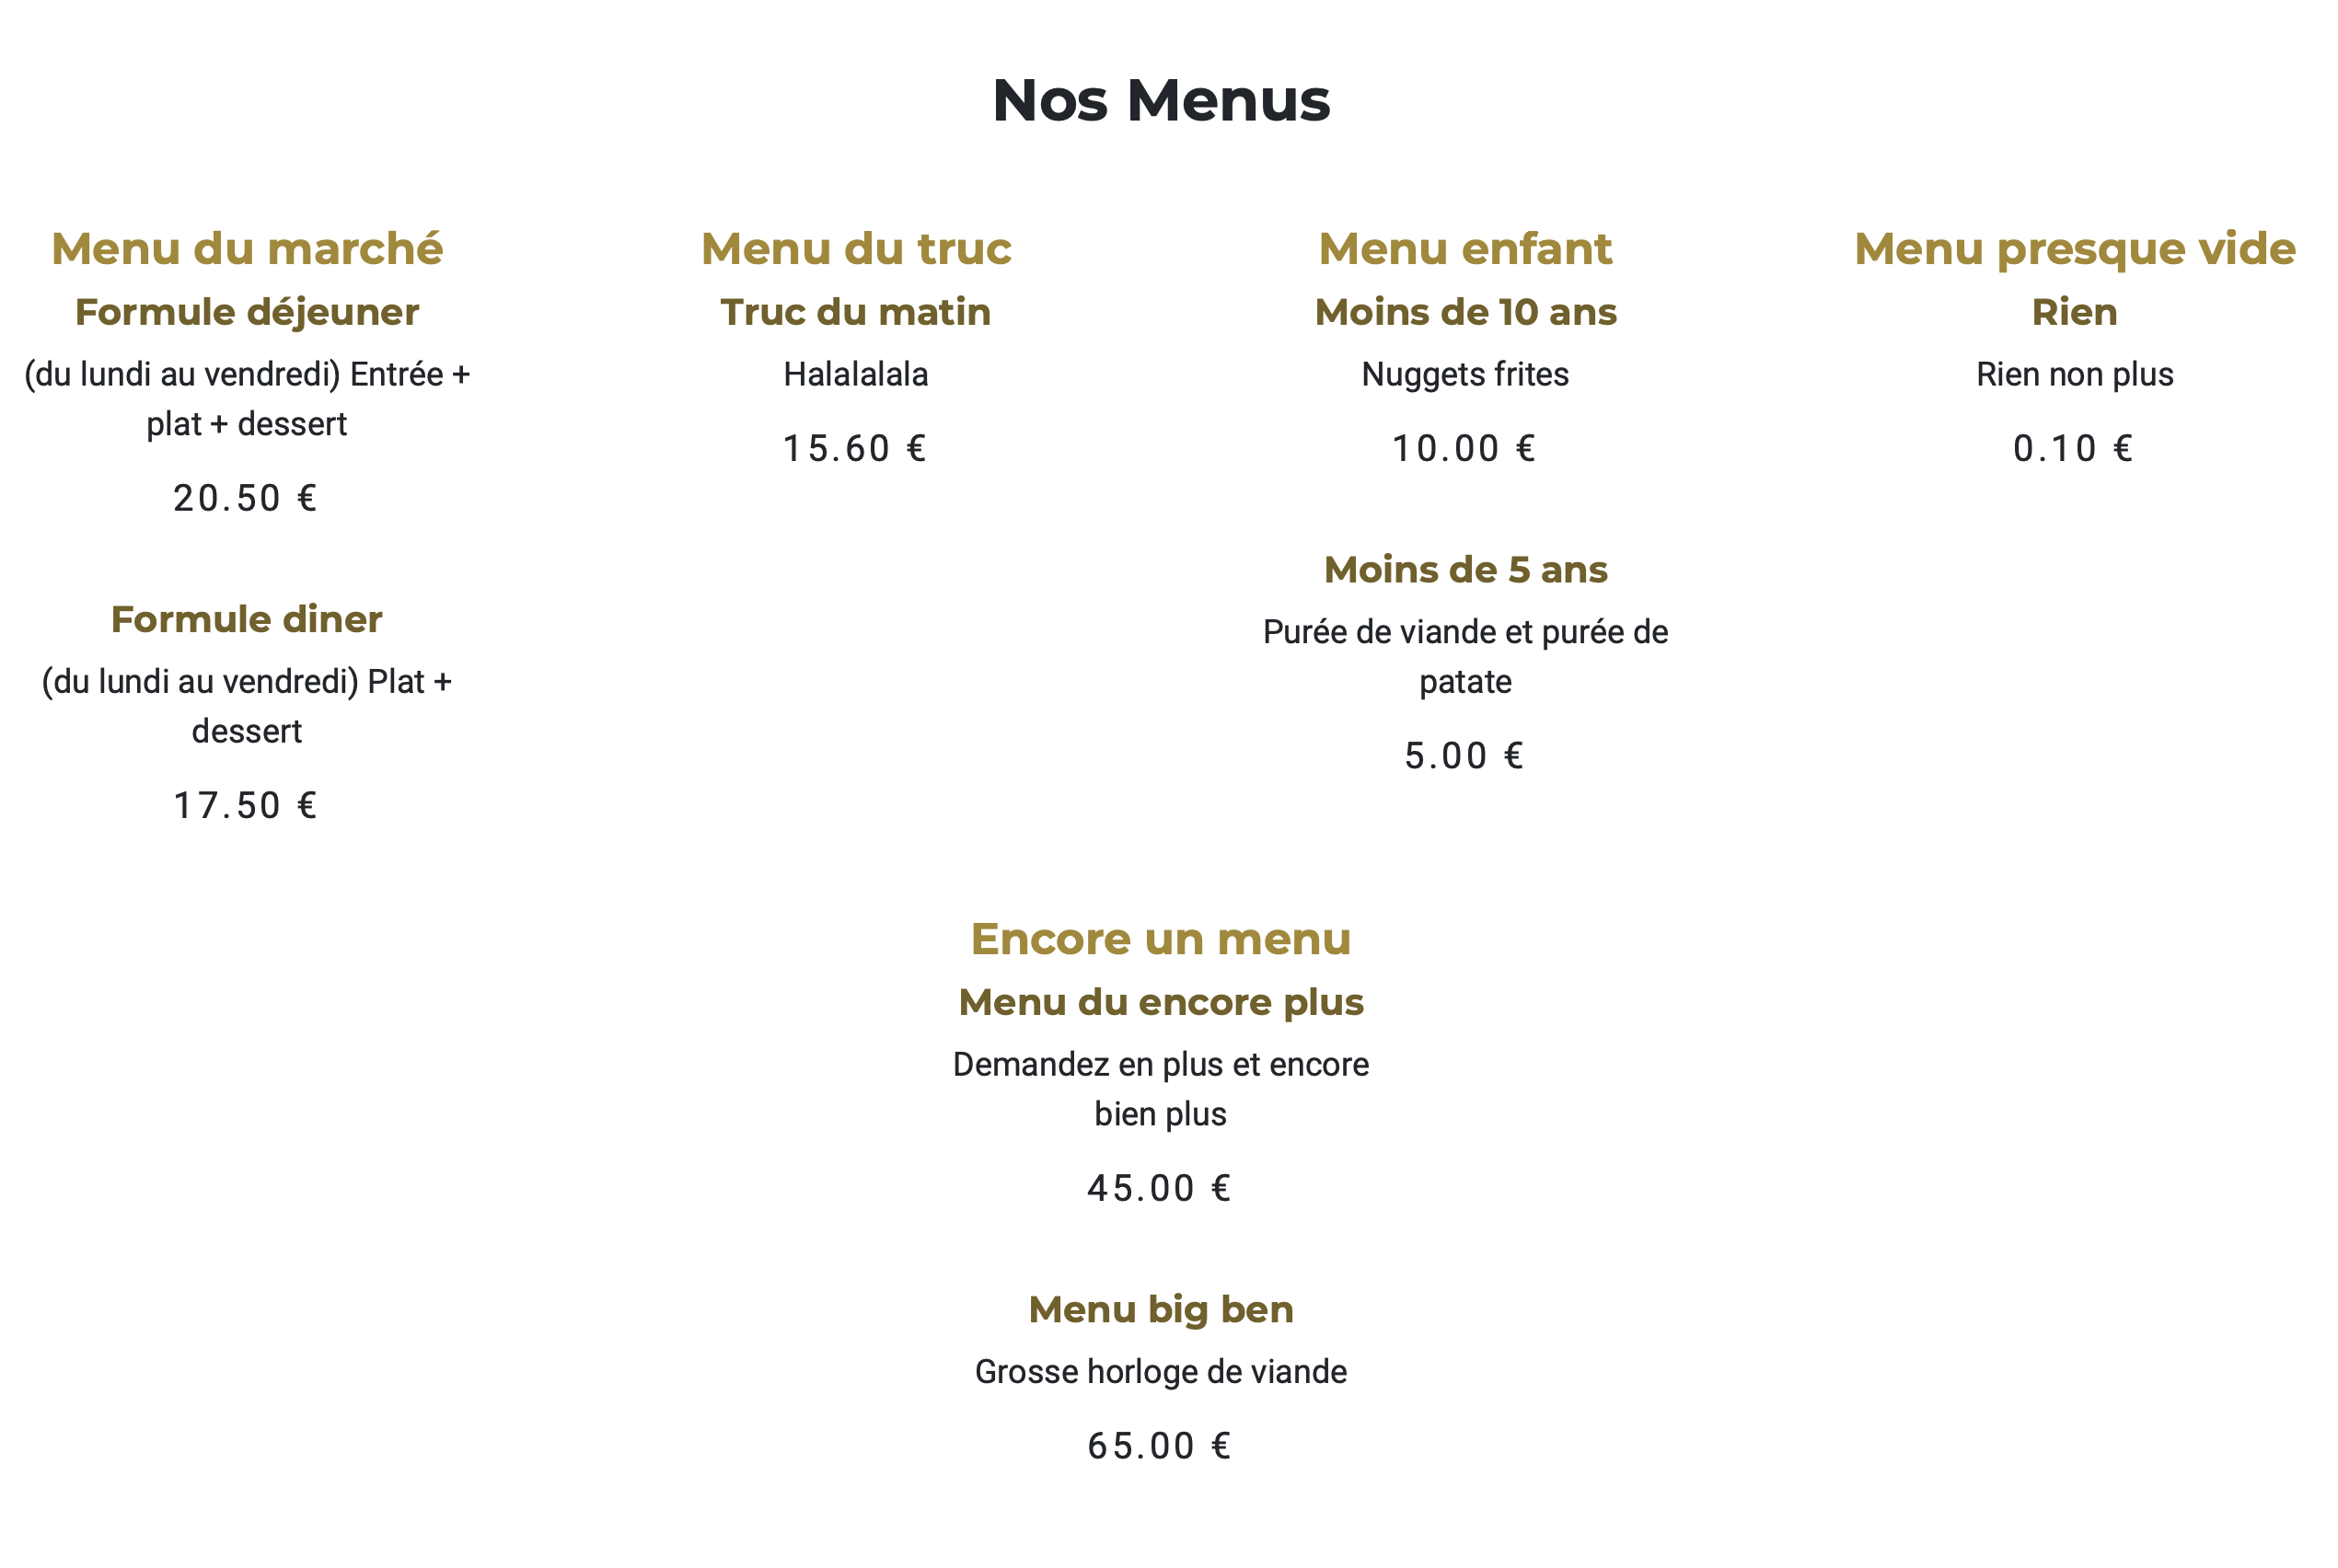 Nos Menus
Menu du marché
Formule déjeuner
(du lundi au vendredi) Entrée +
plat + dessert
20.50 €
Formule diner
(du lundi au vendredi) Plat +
dessert
17.50 €
Menu du truc
Truc du matin
Halalalala
15.60 €
Menu enfant
Moins de 10 ans
Nuggets frites
10.00 €
Moins de 5 ans
Purée de viande et purée de
patate
5.00 €
Menu presque vide
Rien
Rien non plus
0.10 €
Encore un menu
Menu du encore plus
Demandez en plus et encore
bien plus
45.00 €
Menu big ben
Grosse horloge de viande
65.00 €